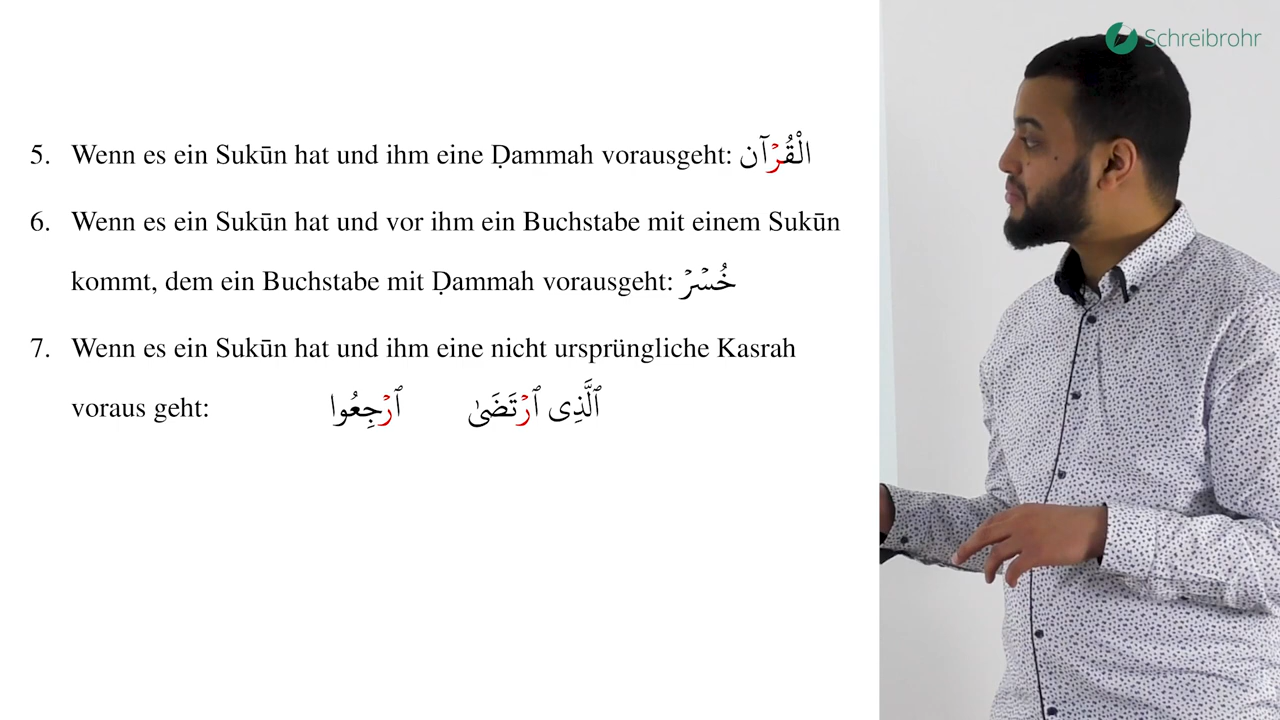 Schreibrohr
5. Wenn es ein Sukūn hat und ihm eine Ḍammah vorausgeht: الْقُرْآن
6. Wenn es ein Sukūn hat und vor ihm ein Buchstabe mit einem Sukūn
kommt, dem ein Buchstabe mit Ḍammah vorausgeht: خُسْرْ
7. Wenn es ein Sukūn hat und ihm eine nicht ursprüngliche Kasrah
voraus geht: ٱرْجِعُوا ٱلَّذِى ٱرْتَضَىٰ